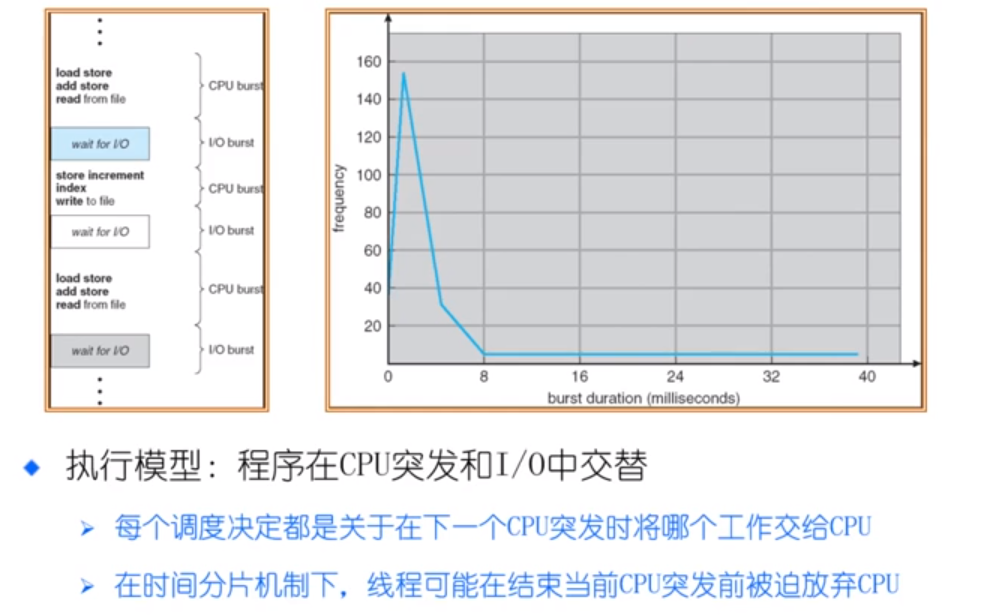 load store
add store
read from file
CPU burst
wait for I/O
I/O burst
store increment
index
write to file
CPU burst
wait for I/O
I/O burst
load store
add store
read from file
CPU burst
wait for I/O
I/O burst
frequency
160
140
120
100
80
60
40
20
0 8 16 24 32 40
burst duration (milliseconds)
执行模型：程序在CPU突发和I/O中交替
每个调度决定都是关于在下一个CPU突发时将哪个工作交给CPU
在时间分片机制下，线程可能在结束当前CPU突发前被迫放弃CPU